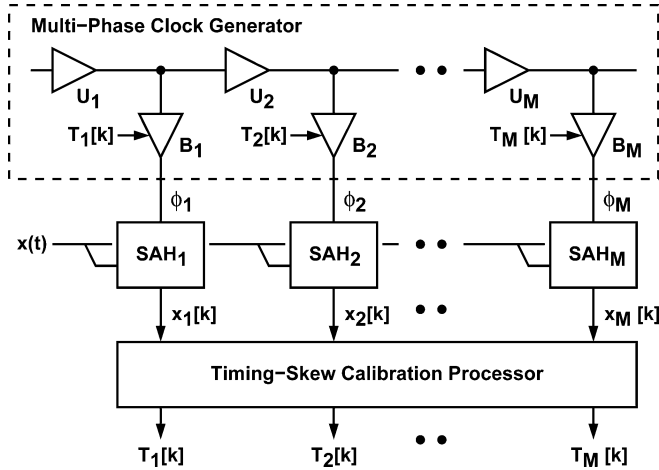 Multi−Phase Clock Generator
U1 U2 UM
T1[k] B1 T2[k] B2 TM [k] BM
ϕ1 ϕ2 ϕM
x(t) SAH1 SAH2 SAHM
x1[k] x2[k] xM [k]
Timing−Skew Calibration Processor
T1[k] T2[k] TM [k]